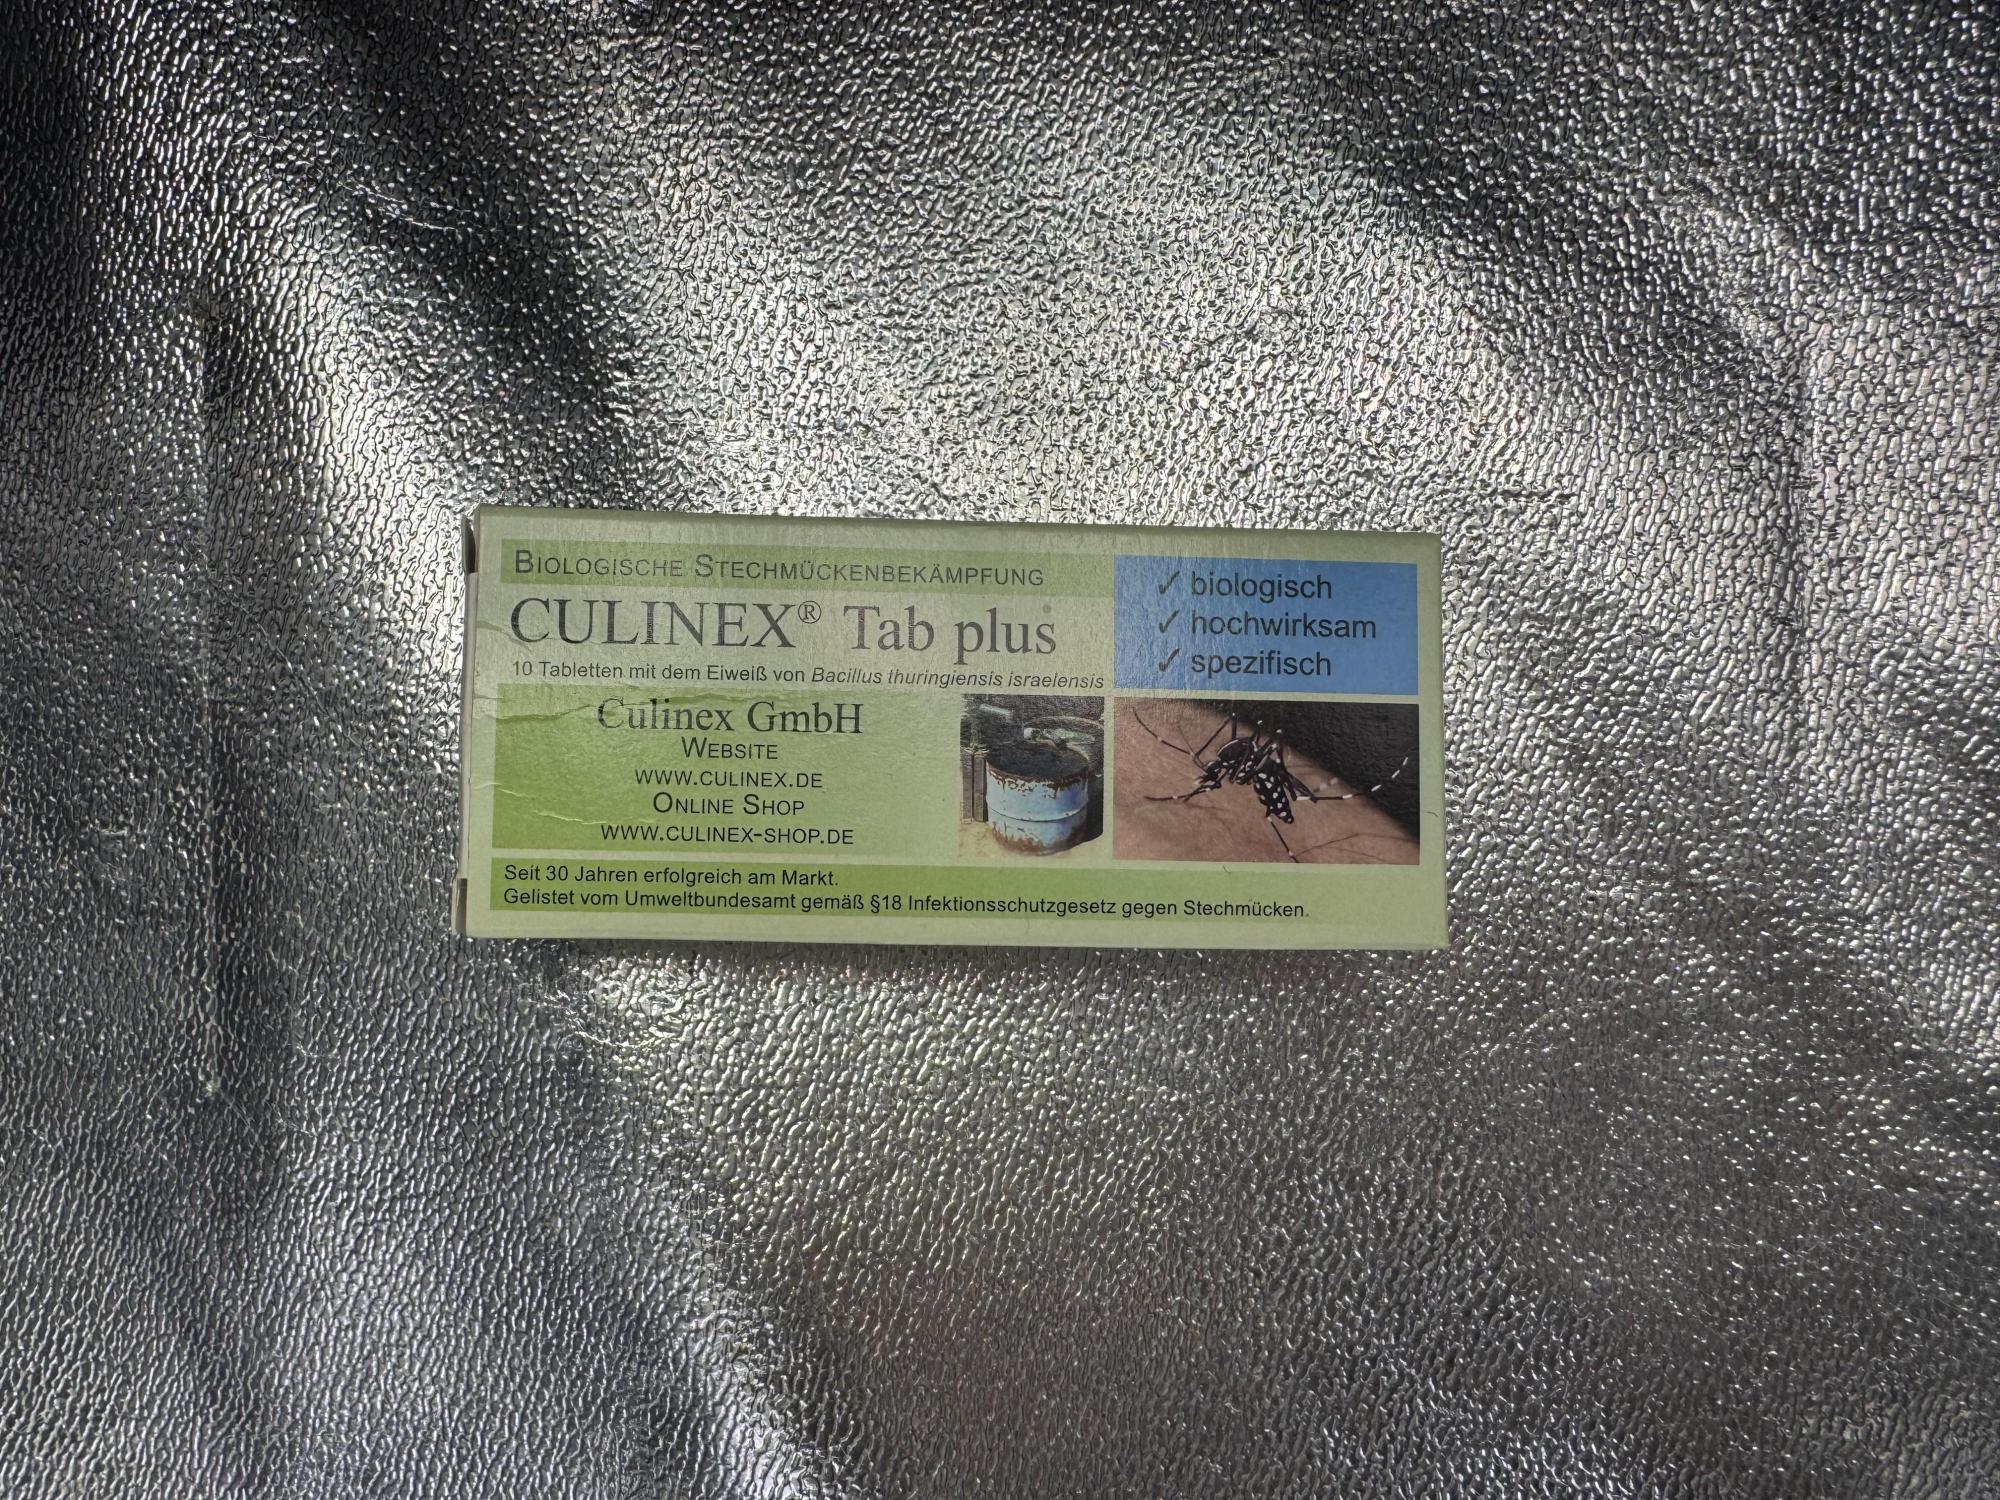 BIOLOGISCHE STECHMÜCKENBEKÄMPFUNG
CULINEX® Tab plus
10 Tabletten mit dem Eiweiß von Bacillus thuringiensis israelensis
✓ biologisch
✓ hochwirksam
✓ spezifisch
Culinex GmbH
WEBSITE
WWW.CULINEX.DE
ONLINE SHOP
WWW.CULINEX-SHOP.DE
Seit 30 Jahren erfolgreich am Markt.
Gelistet vom Umweltbundesamt gemäß §18 Infektionsschutzgesetz gegen Stechmücken.